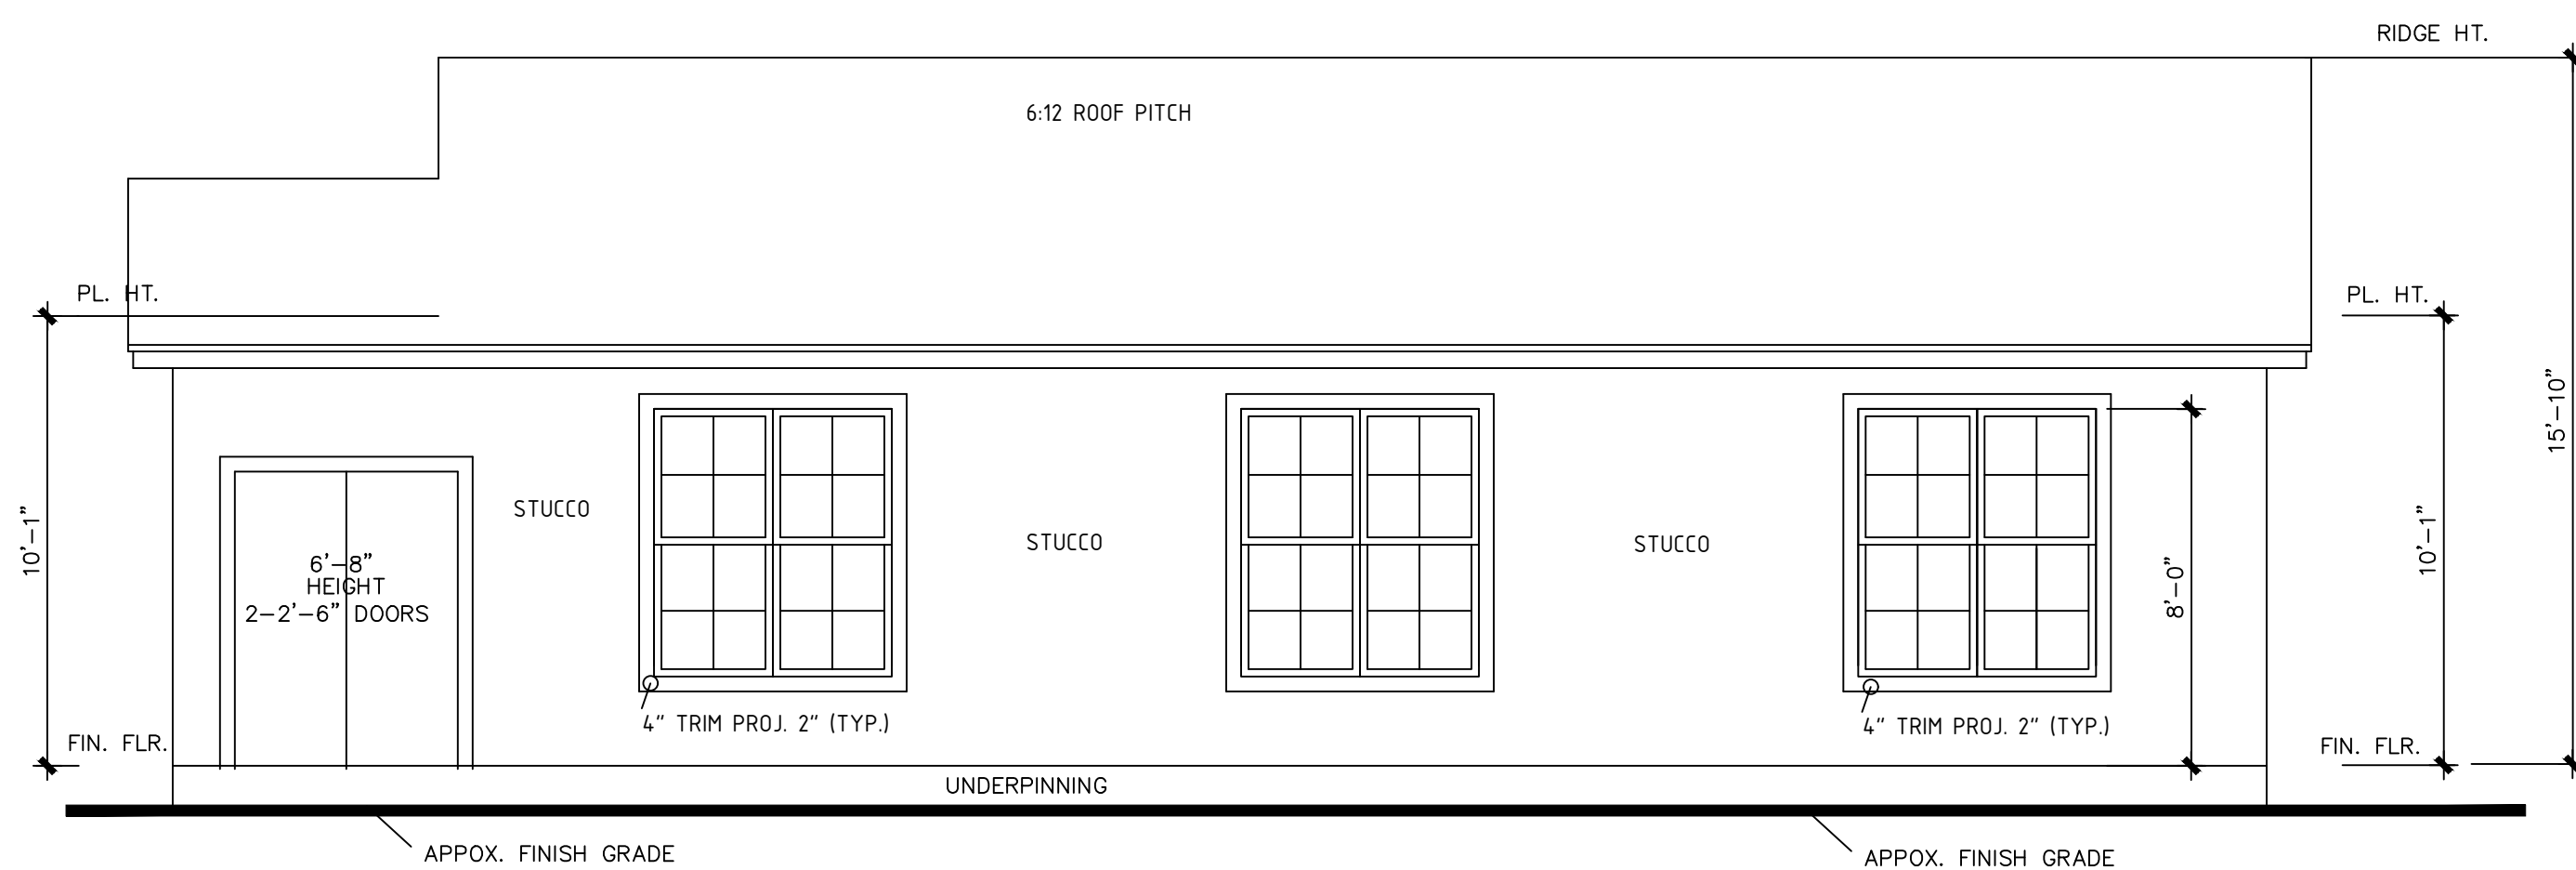 RIDGE HT.
6:12 ROOF PITCH
PL. HT.
PL. HT.
15'-10"
10'-1"
STUCCO
STUCCO
STUCCO
10'-1"
6'-8"
HEIGHT
2-2'-6" DOORS
8'-0"
4" TRIM PROJ. 2" (TYP.)
4" TRIM PROJ. 2" (TYP.)
FIN. FLR.
FIN. FLR.
UNDERPINNING
APPOX. FINISH GRADE
APPOX. FINISH GRADE